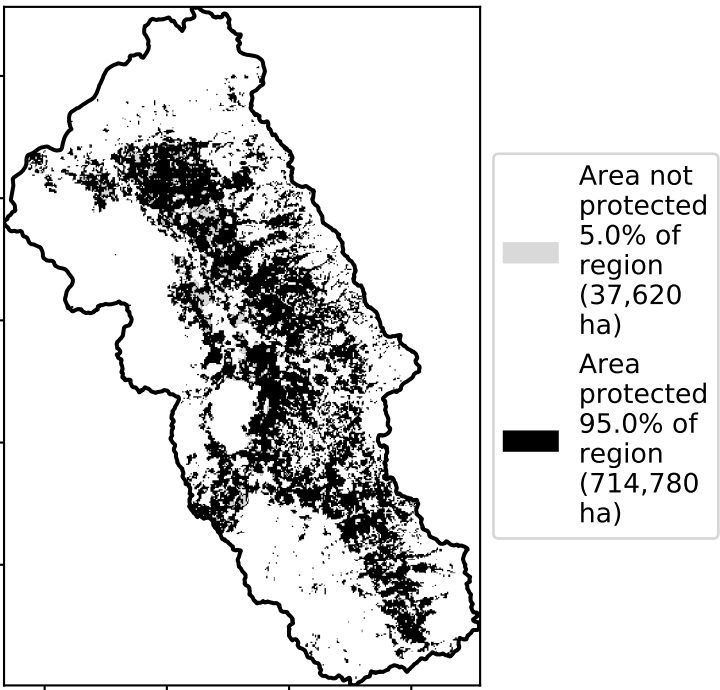 Area not
protected
5.0% of
region
(37,620
ha)
Area
protected
95.0% of
region
(714,780
ha)